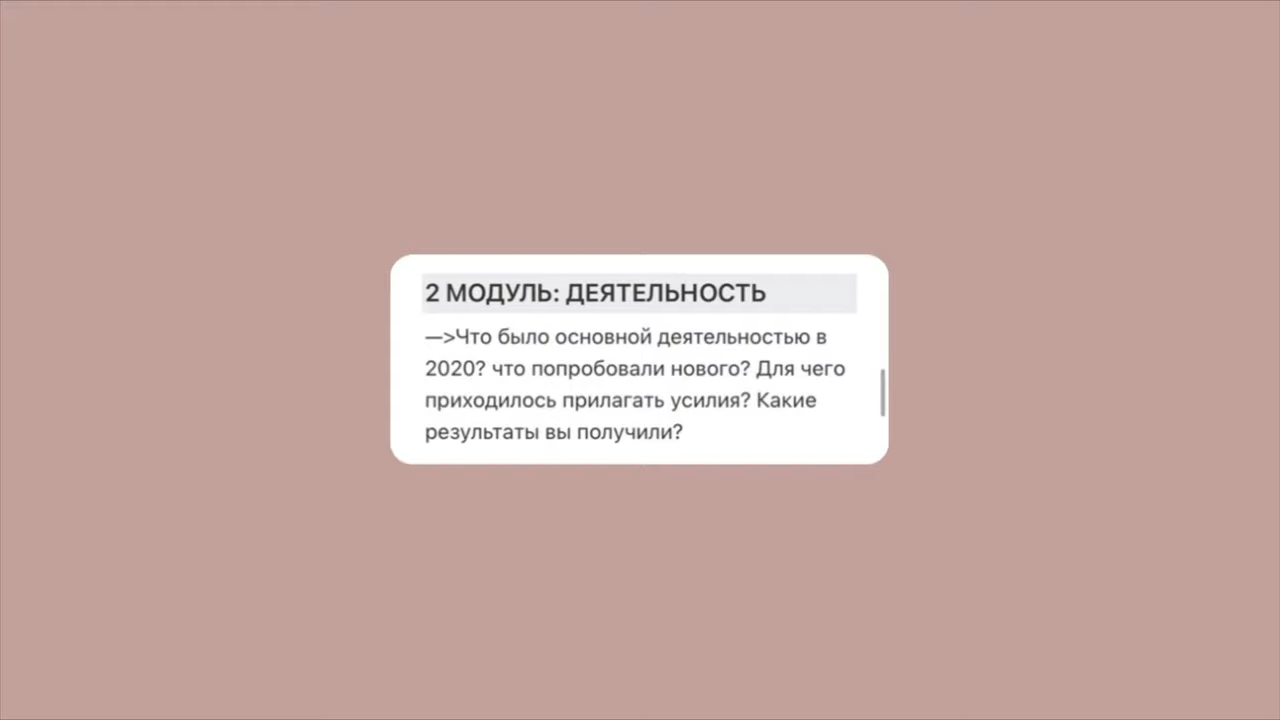 2 МОДУЛЬ: ДЕЯТЕЛЬНОСТЬ
—>Что было основной деятельностью в
2020? что попробовали нового? Для чего
приходилось прилагать усилия? Какие
результаты вы получили?